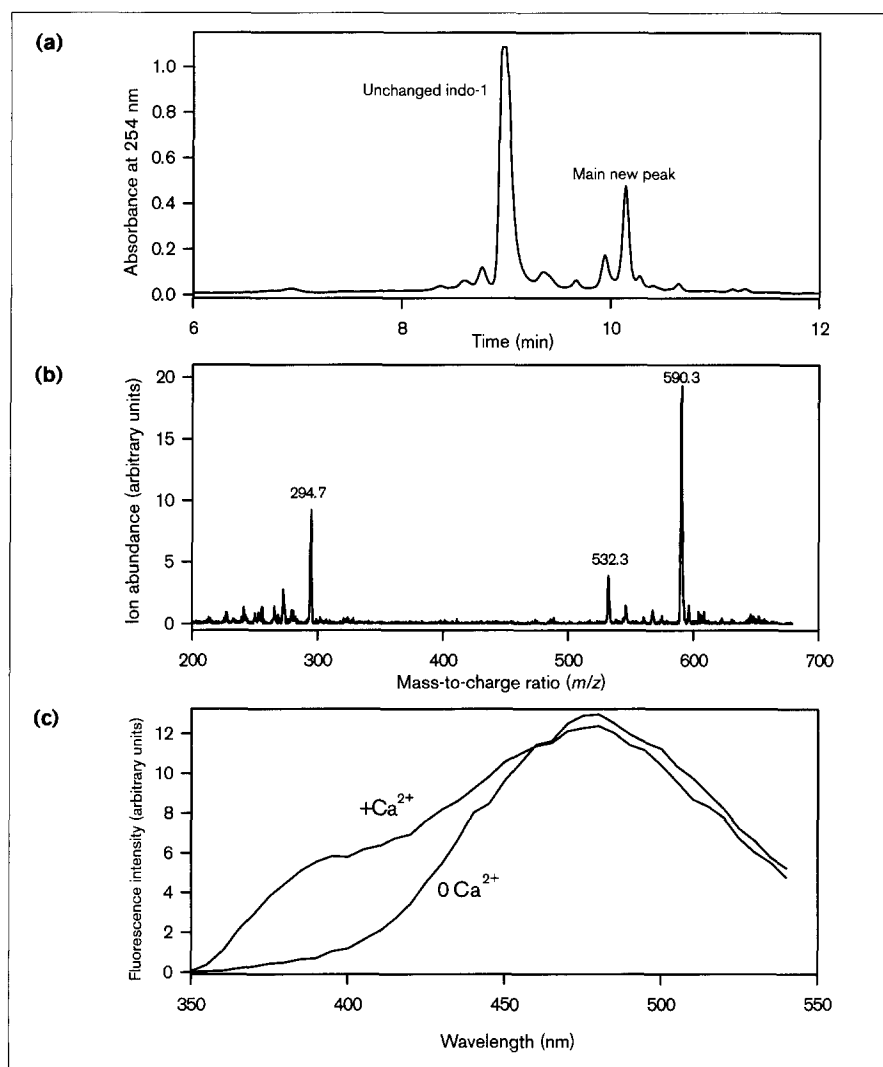 (a)
Absorbance at 254 nm
1.0
0.8
0.6
0.4
0.2
0.0
Unchanged indo-1
Main new peak
6
8
10
12
Time (min)
(b)
Ion abundance (arbitrary units)
20
15
10
5
0
294.7
532.3
590.3
200
300
400
500
600
700
Mass-to-charge ratio (m/z)
(c)
Fluorescence intensity (arbitrary units)
12
10
8
6
4
2
0
+Ca²⁺
0 Ca²⁺
350
400
450
500
550
Wavelength (nm)